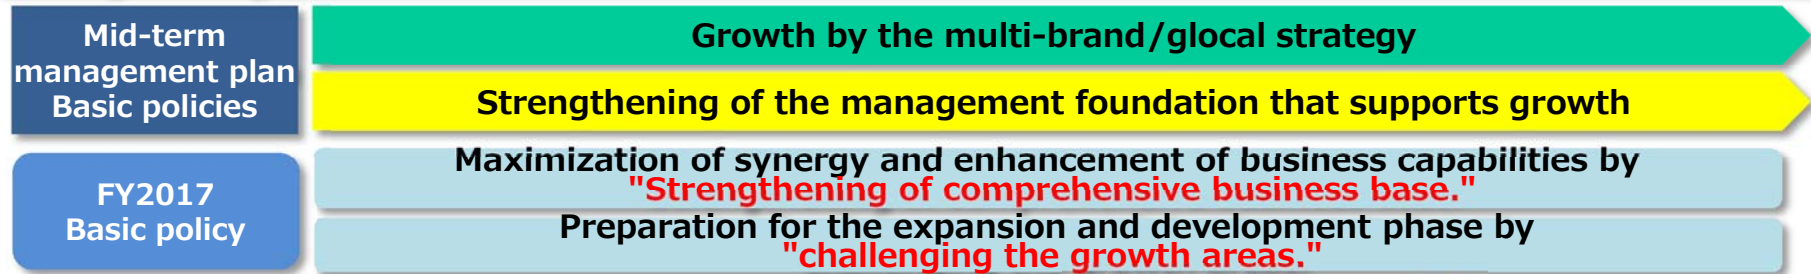 Mid-term
management plan
Basic policies
Growth by the multi-brand/glocal strategy
Strengthening of the management foundation that supports growth
FY2017
Basic policy
Maximization of synergy and enhancement of business capabilities by
"Strengthening of comprehensive business base."
Preparation for the expansion and development phase by
"challenging the growth areas."